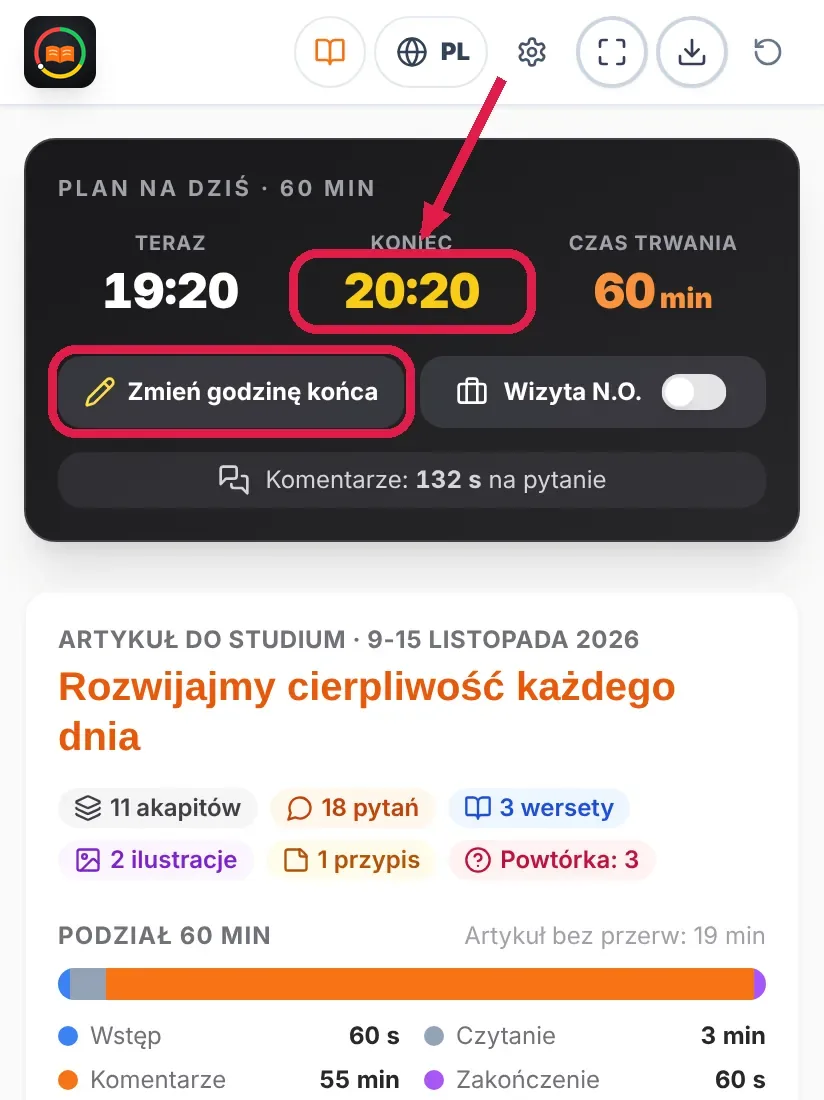 PL
PLAN NA DZIŚ · 60 MIN
TERAZ KONIEC CZAS TRWANIA
19:20 20:20 60 min
Zmień godzinę końca Wizyta N.O.
Komentarze: 132 s na pytanie
ARTYKUŁ DO STUDIUM · 9-15 LISTOPADA 2026
Rozwijajmy cierpliwość każdego
dnia
11 akapitów 18 pytań 3 wersety
2 ilustracje 1 przypis Powtórka: 3
PODZIAŁ 60 MIN Artykuł bez przerw: 19 min
Wstęp 60 s Czytanie 3 min
Komentarze 55 min Zakończenie 60 s